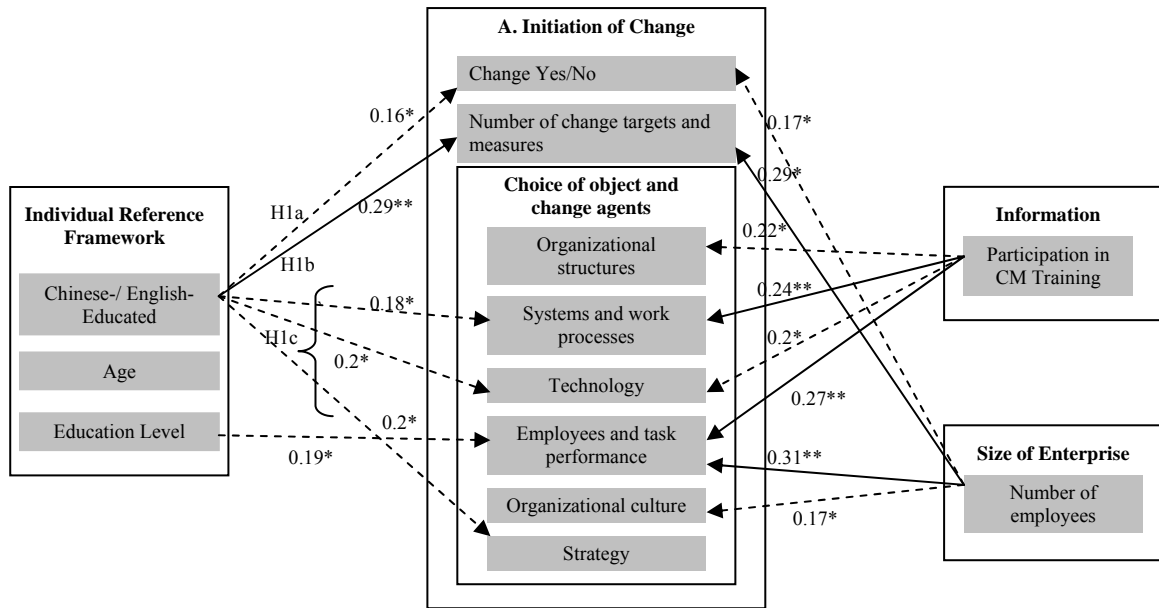 A. Initiation of Change
Change Yes/No
Number of change targets and
measures
Choice of object and
change agents
Organizational
structures
Systems and work
processes
Technology
Employees and task
performance
Organizational culture
Strategy
Individual Reference
Framework
Chinese-/ English-
Educated
Age
Education Level
Information
Participation in
CM Training
Size of Enterprise
Number of
employees
0.16*
H1a
0.29**
H1b
0.18*
H1c
0.2*
0.2*
0.19*
0.17*
0.29*
0.22*
0.24**
0.2*
0.27**
0.31**
0.17*